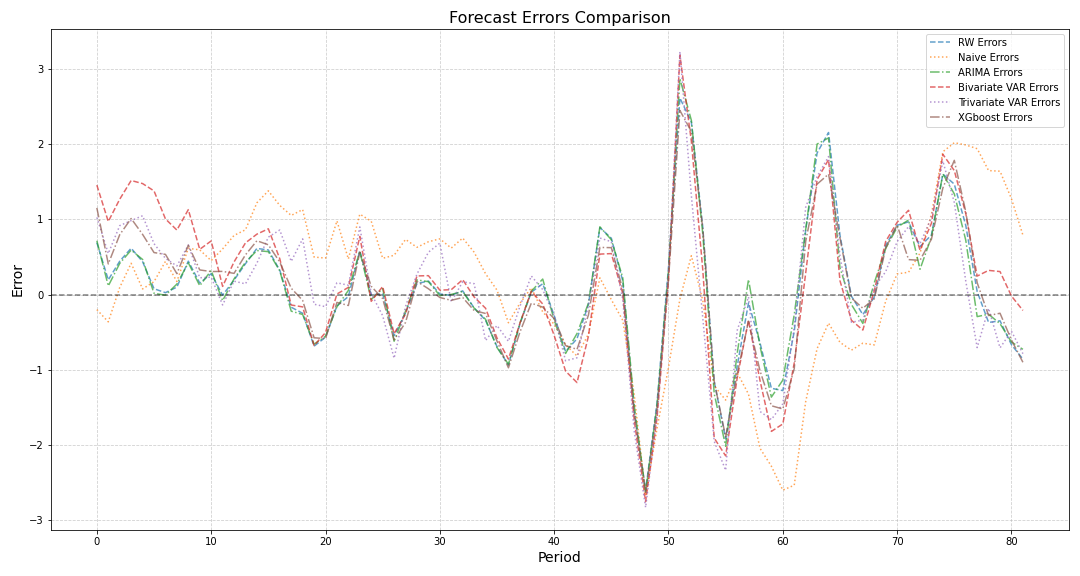 Forecast Errors Comparison
RW Errors
Naive Errors
ARIMA Errors
Bivariate VAR Errors
Trivariate VAR Errors
XGboost Errors
Error
3
2
1
0
−1
−2
−3
0 10 20 30 40 50 60 70 80
Period